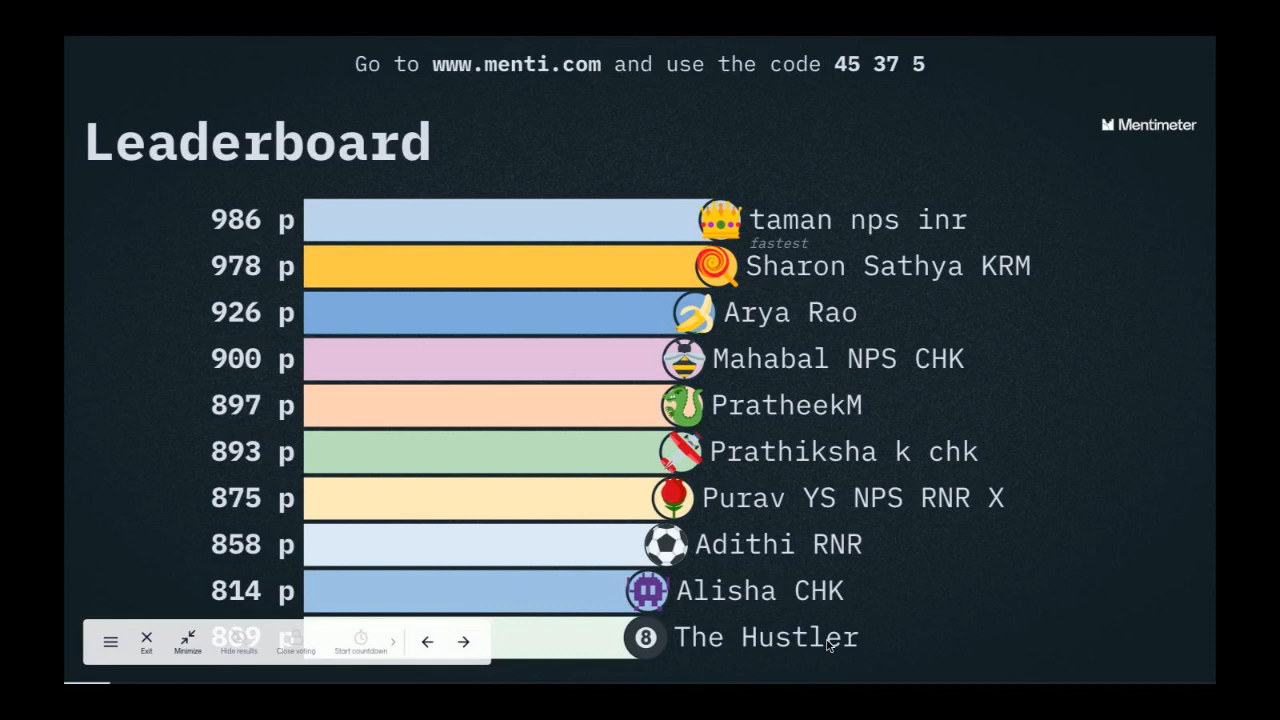 Go to www.menti.com and use the code 45 37 5
Mentimeter
Leaderboard
986 p taman nps inr
fastest
978 p Sharon Sathya KRM
926 p Arya Rao
900 p Mahabal NPS CHK
897 p PratheekM
893 p Prathiksha k chk
875 p Purav YS NPS RNR X
858 p Adithi RNR
814 p Alisha CHK
p 8 The Hustler
Exit Minimize Hide results Close voting Start countdown